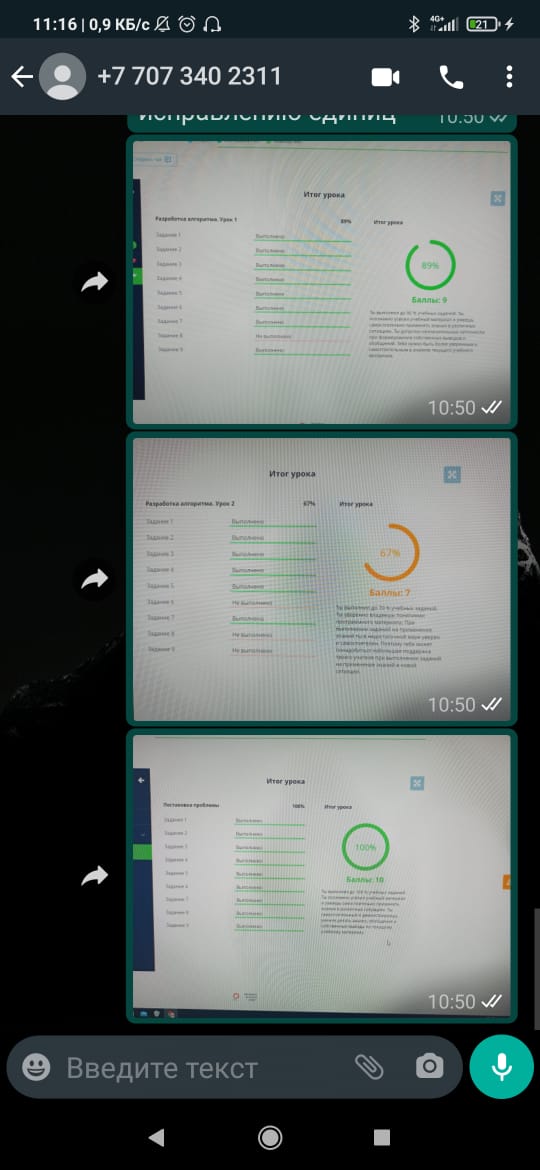 11:16 | 0,9 КБ/с
4G+
21
+7 707 340 2311
исправлению единиц 10:50
Итог урока
Разработка алгоритма. Урок 1
89%
Итог урока
Задание 1 Выполнено
Задание 2 Выполнено
Задание 3 Выполнено
Задание 4 Выполнено
Задание 5 Выполнено
Задание 6 Выполнено
Задание 7 Выполнено
Задание 8 Не выполнено
Задание 9 Выполнено
89%
Баллы: 9
10:50
Итог урока
Разработка алгоритма. Урок 2
67%
Итог урока
Задание 1 Выполнено
Задание 2 Выполнено
Задание 3 Выполнено
Задание 4 Выполнено
Задание 5 Выполнено
Задание 6 Не выполнено
Задание 7 Выполнено
Задание 8 Не выполнено
Задание 9 Не выполнено
67%
Баллы: 7
Ты выполнил до 70 % учебных заданий.
Ты уверенно владеешь понятиями
программного материала. При
выполнении заданий на применение
знаний ты в недостаточной мере уверен
и самостоятелен. Поэтому тебе может
понадобиться небольшая поддержка
твоего учителя при выполнении заданий
на применение знаний в новой
ситуации.
10:50
Итог урока
Постановка проблемы
100%
Итог урока
Задание 1 Выполнено
Задание 2 Выполнено
Задание 3 Выполнено
Задание 4 Выполнено
Задание 5 Выполнено
Задание 6 Выполнено
Задание 7 Выполнено
Задание 8 Выполнено
Задание 9 Выполнено
100%
Баллы: 10
10:50
Введите текст